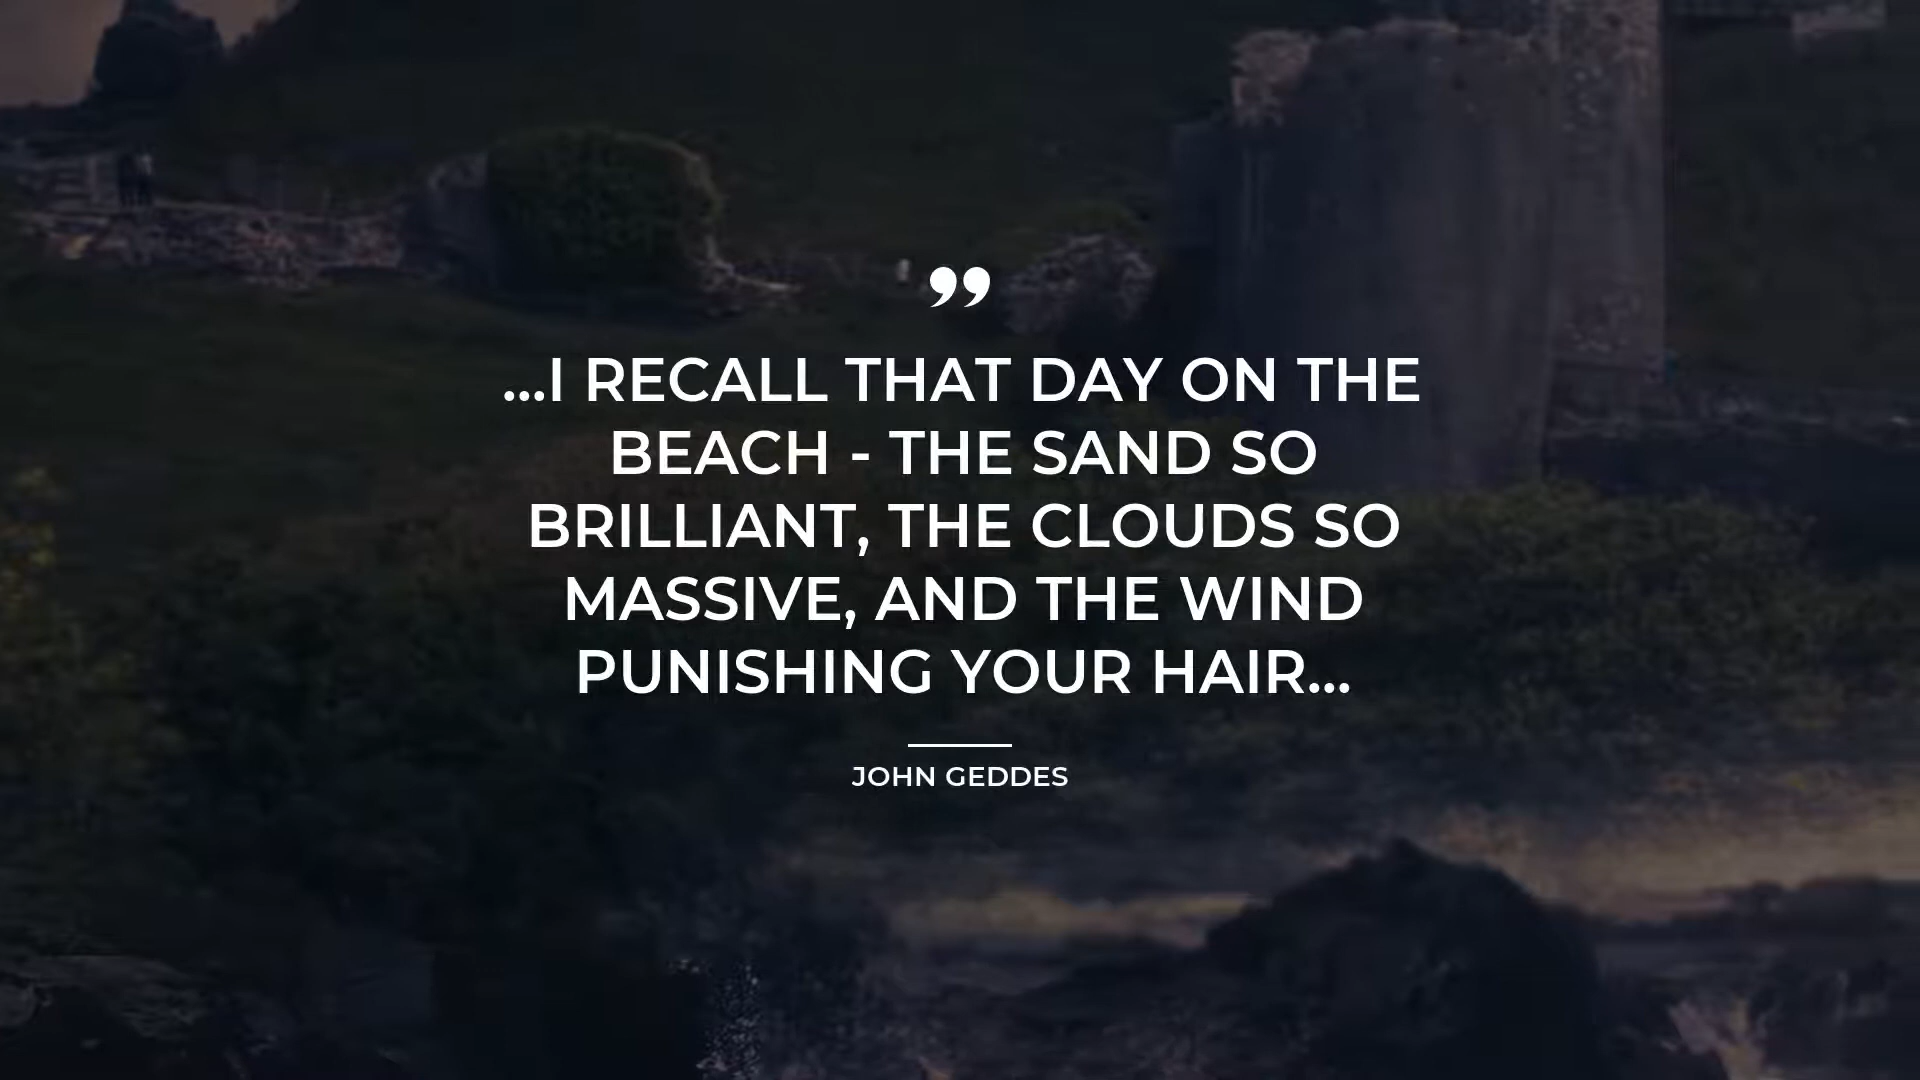 ”
...I RECALL THAT DAY ON THE
BEACH - THE SAND SO
BRILLIANT, THE CLOUDS SO
MASSIVE, AND THE WIND
PUNISHING YOUR HAIR...
JOHN GEDDES